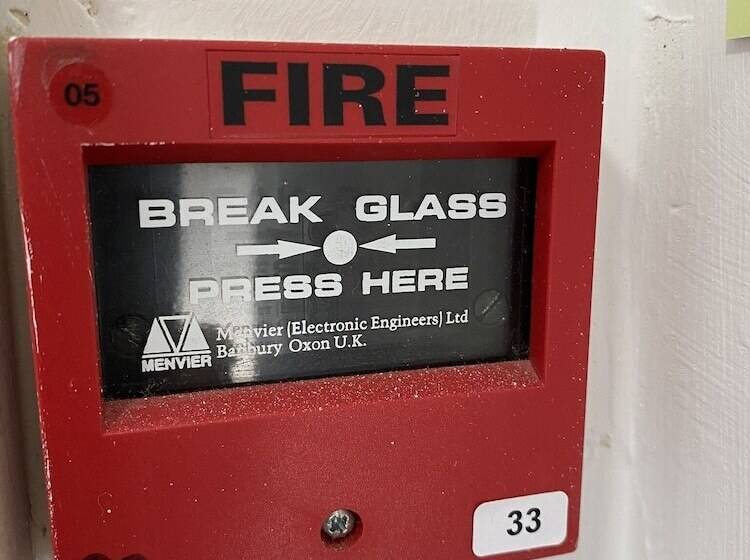 05
FIRE
BREAK GLASS
PRESS HERE
MENVIER
Menvier (Electronic Engineers) Ltd
Banbury Oxon U.K.
33